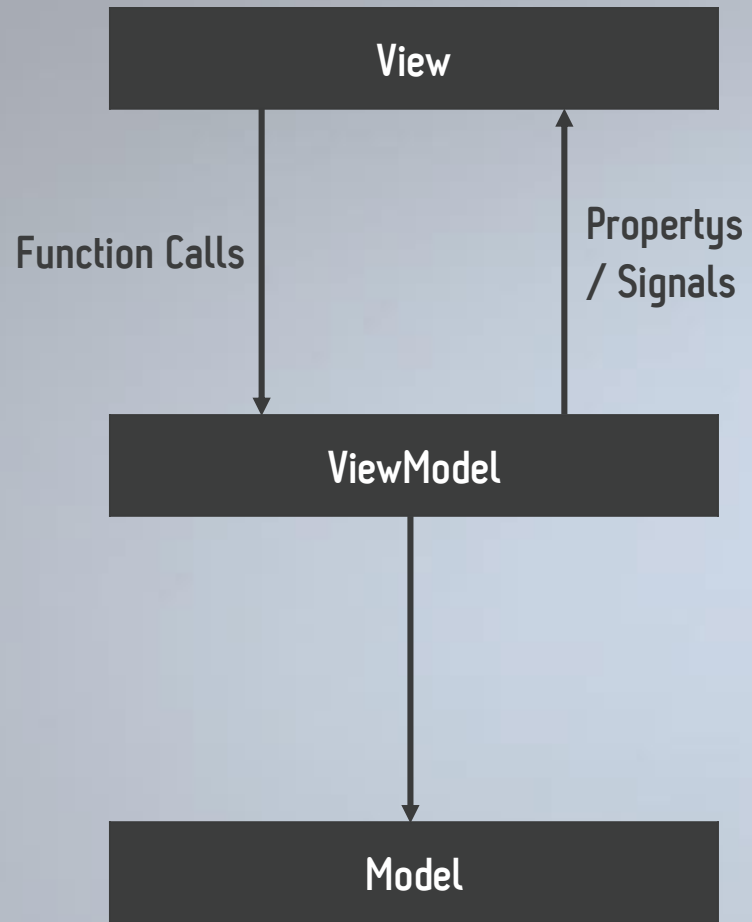 View
Function Calls
Propertys
/ Signals
ViewModel
Model